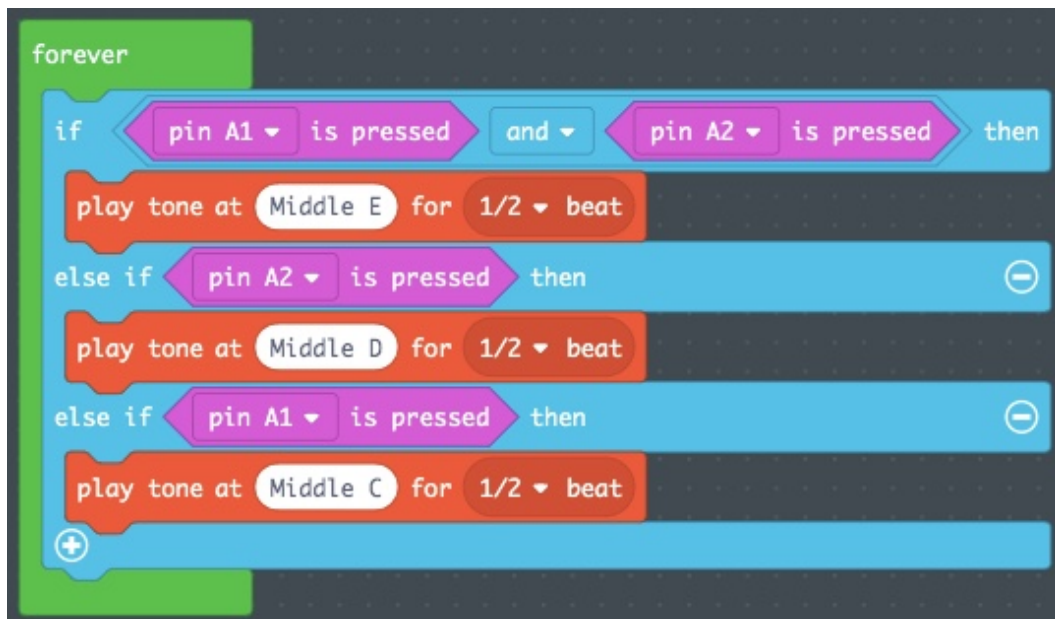 forever
if pin A1 is pressed and pin A2 is pressed then
play tone at Middle E for 1/2 beat
else if pin A2 is pressed then
play tone at Middle D for 1/2 beat
else if pin A1 is pressed then
play tone at Middle C for 1/2 beat